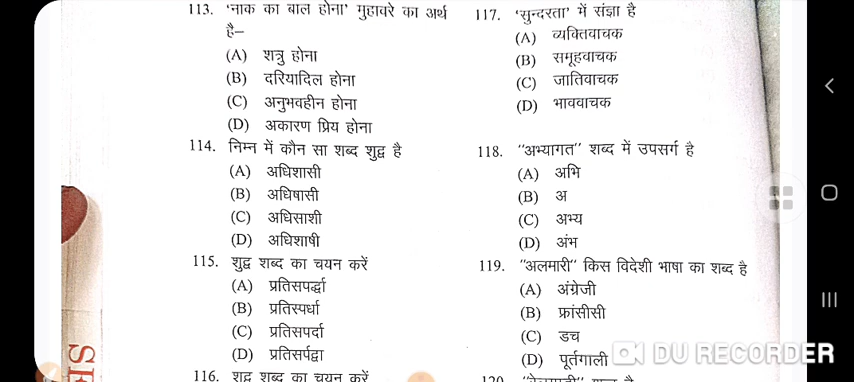 113. 'नाक का बाल होना' मुहावरे का अर्थ
है–
(A) शत्रु होना
(B) दरियादिल होना
(C) अनुभवहीन होना
(D) अकारण प्रिय होना
114. निम्न में कौन सा शब्द शुद्ध है
(A) अधिशासी
(B) अधिषासी
(C) अधिसाशी
(D) अधिशाषी
115. शुद्ध शब्द का चयन करें
(A) प्रतिसपर्द्धा
(B) प्रतिस्पर्धा
(C) प्रतिसपर्दा
(D) प्रतिसर्पद्वा
116. शुद्ध शब्द का चयन करें
117. 'सुन्दरता' में संज्ञा है
(A) व्यक्तिवाचक
(B) समूहवाचक
(C) जातिवाचक
(D) भाववाचक
118. "अभ्यागत" शब्द में उपसर्ग है
(A) अभि
(B) अ
(C) अभ्य
(D) अंभ
119. "अलमारी" किस विदेशी भाषा का शब्द है
(A) अंग्रेजी
(B) फ्रांसीसी
(C) डच
(D) पूर्तगाली
120.
SE
DU RECORDER